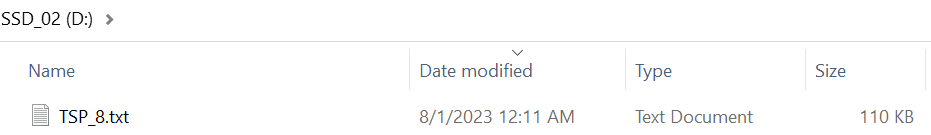 SSD_02 (D:)
Name Date modified Type Size
TSP_8.txt 8/1/2023 12:11 AM Text Document 110 KB